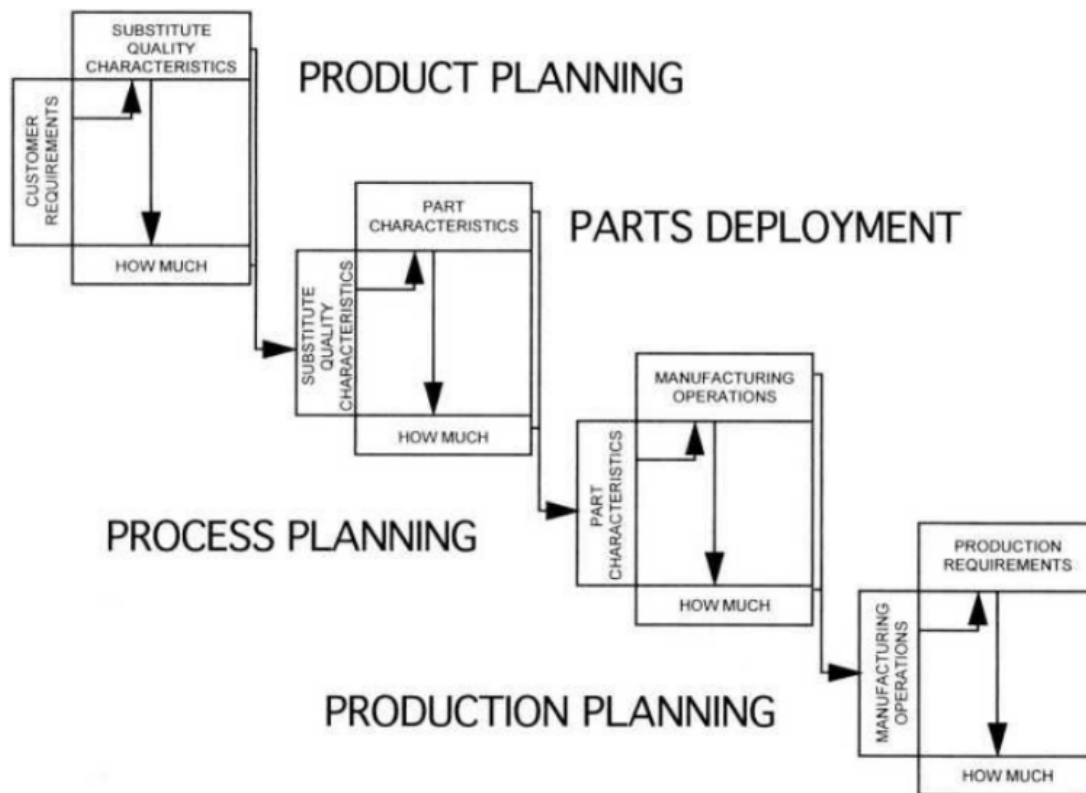 SUBSTITUTE
QUALITY
CHARACTERISTICS
PRODUCT PLANNING
CUSTOMER
REQUIREMENTS
HOW MUCH
PART
CHARACTERISTICS
PARTS DEPLOYMENT
SUBSTITUTE
QUALITY
CHARACTERISTICS
HOW MUCH
MANUFACTURING
OPERATIONS
PROCESS PLANNING
PART
CHARACTERISTICS
HOW MUCH
PRODUCTION
REQUIREMENTS
PRODUCTION PLANNING
MANUFACTURING
OPERATIONS
HOW MUCH